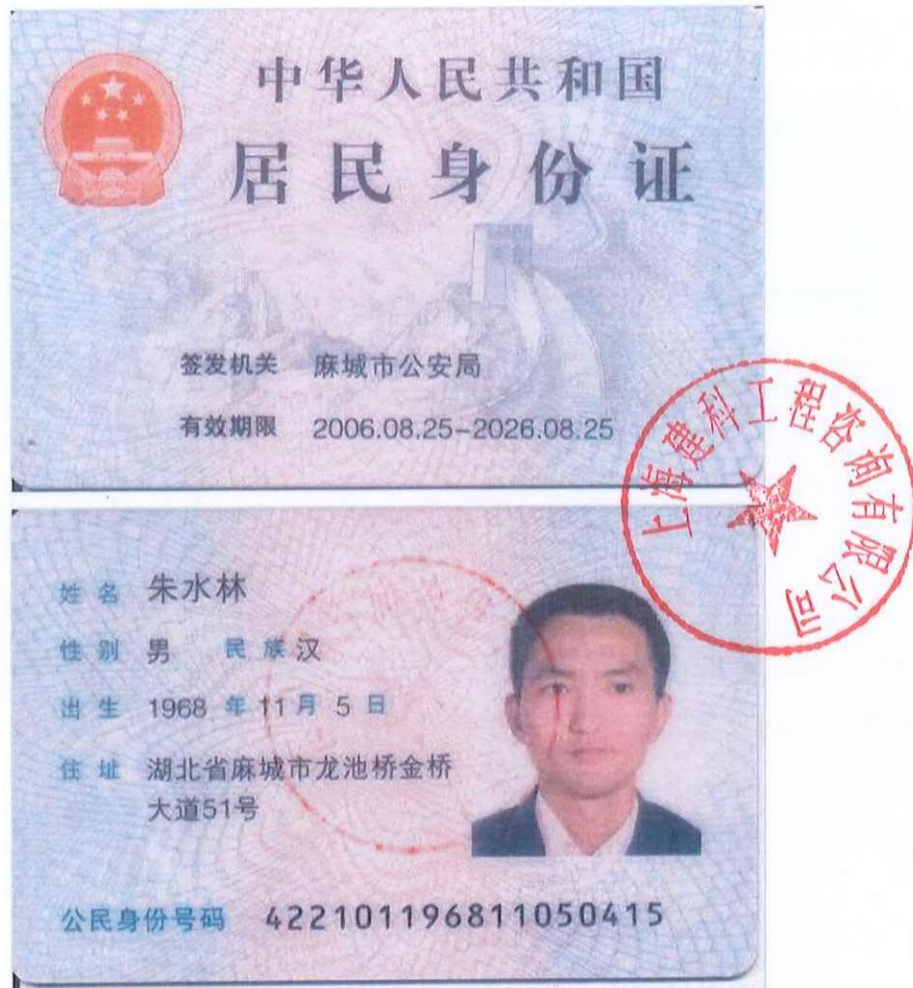 中华人民共和国
居民身份证
签发机关 麻城市公安局
有效期限 2006.08.25-2026.08.25
上海建科工程咨询有限公司
姓名 朱水林
性别 男 民族 汉
出生 1968 年 11 月 5 日
住址 湖北省麻城市龙池桥金桥
大道51号
公民身份号码 422101196811050415